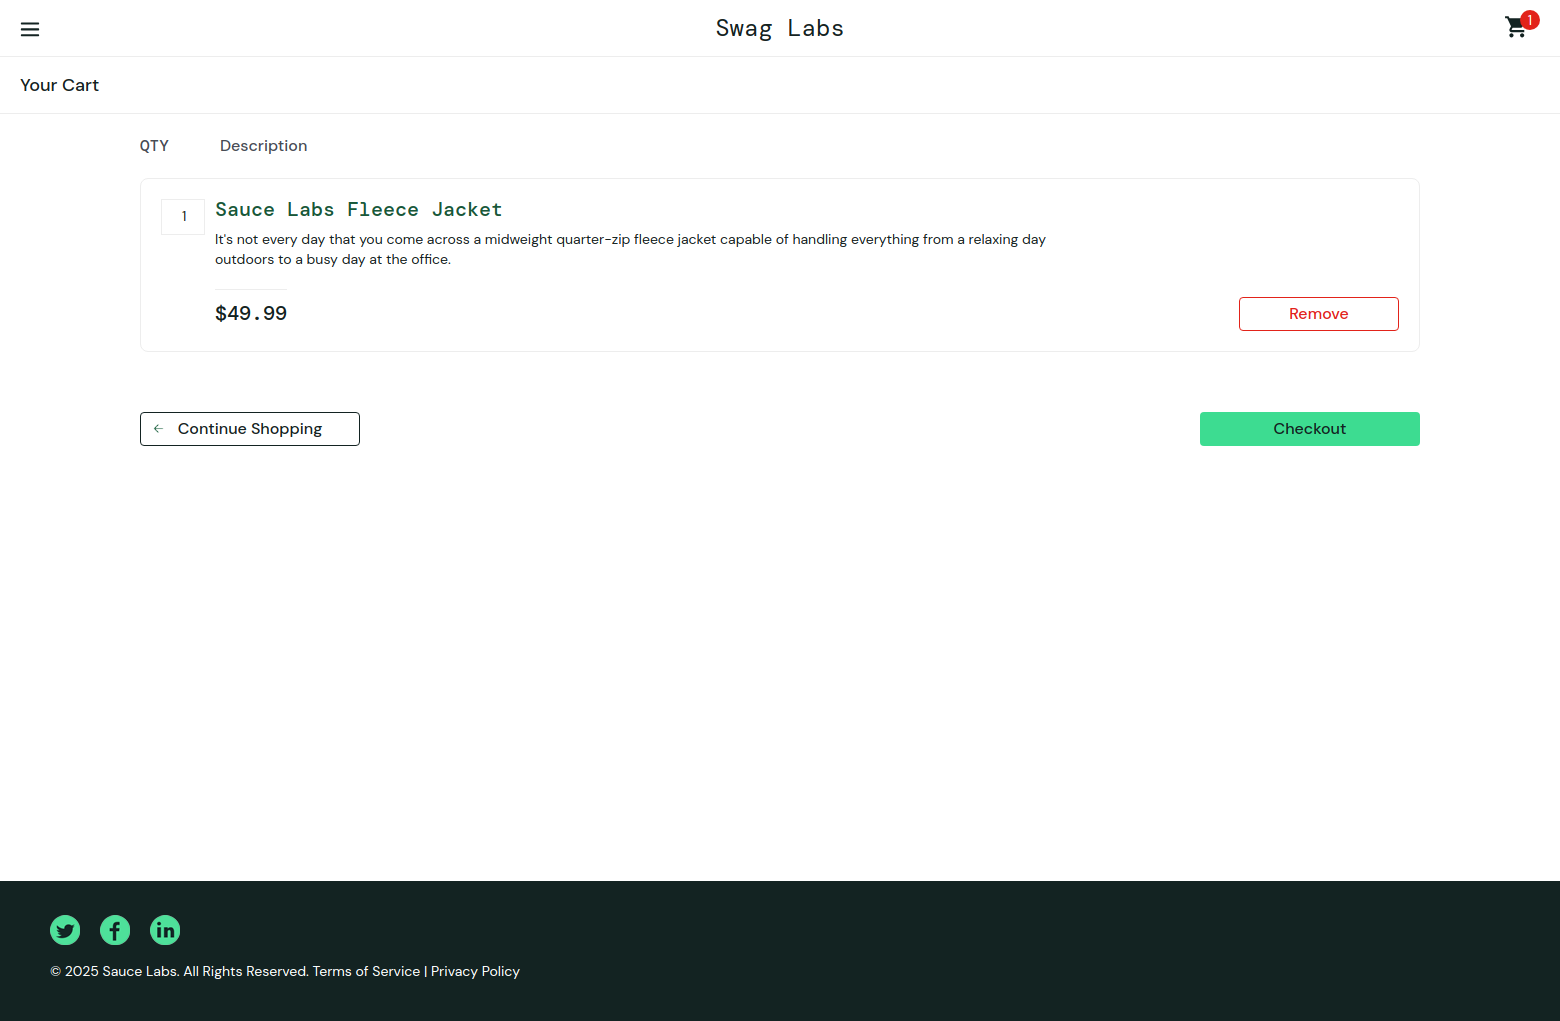 Swag Labs
1
Your Cart
QTY Description
1
Sauce Labs Fleece Jacket
It's not every day that you come across a midweight quarter-zip fleece jacket capable of handling everything from a relaxing day
outdoors to a busy day at the office.
$49.99
Remove
Continue Shopping
Checkout
© 2025 Sauce Labs. All Rights Reserved. Terms of Service | Privacy Policy